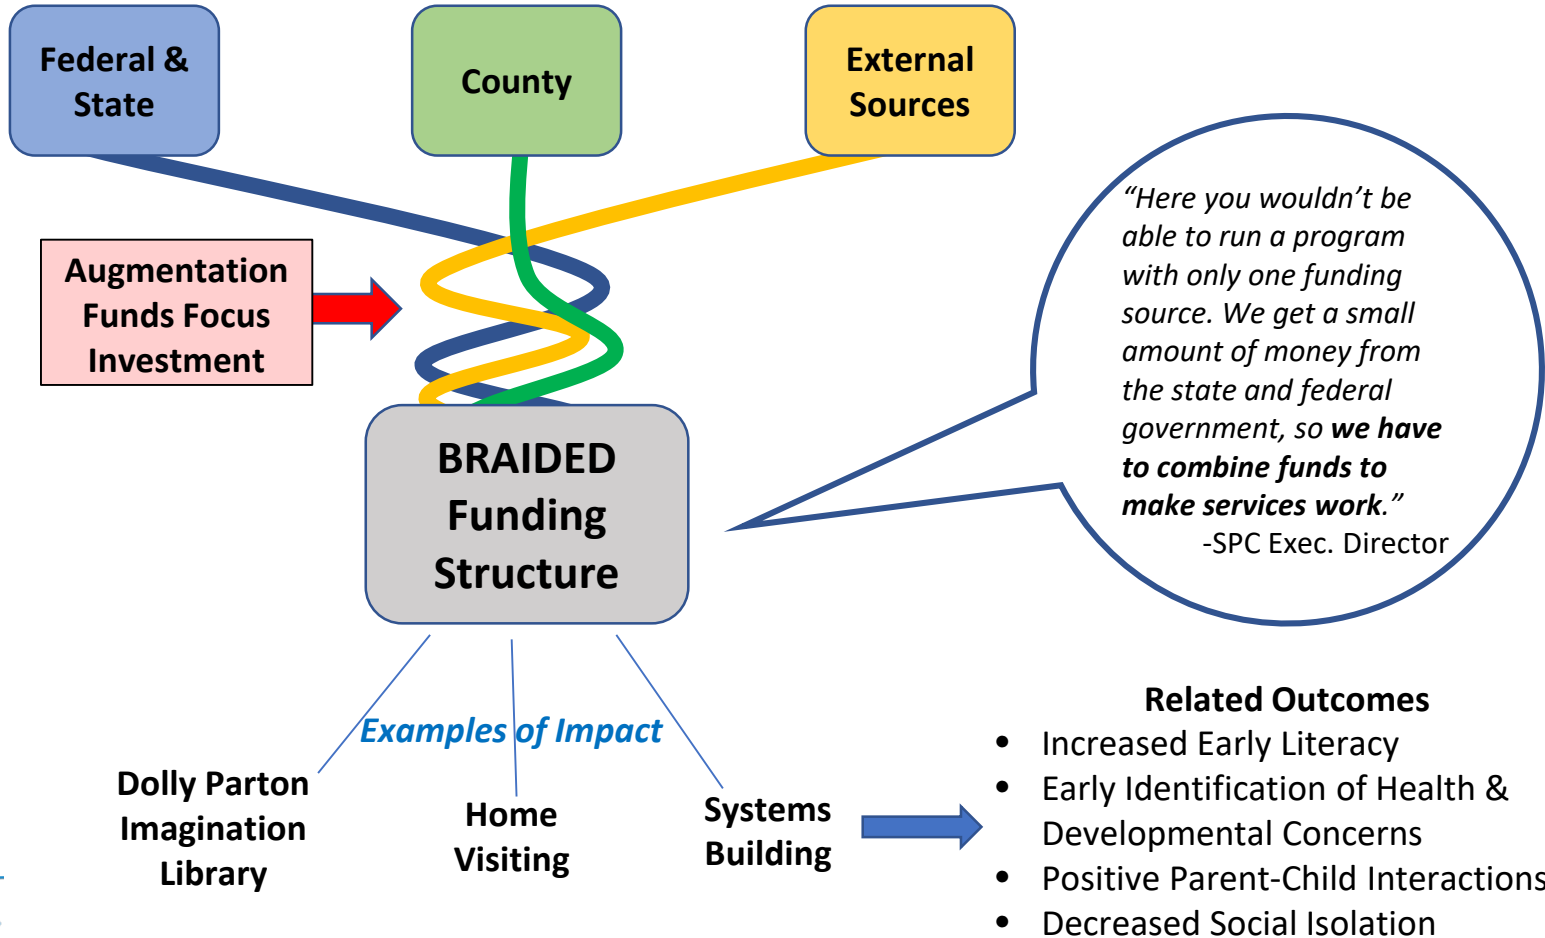 Federal &
State
County
External
Sources
Augmentation
Funds Focus
Investment
“Here you wouldn’t be
able to run a program
with only one funding
source. We get a small
amount of money from
the state and federal
government, so we have
to combine funds to
make services work.”
-SPC Exec. Director
BRAIDED
Funding
Structure
Examples of Impact
Dolly Parton
Imagination
Library
Home
Visiting
Systems
Building
Related Outcomes
• Increased Early Literacy
• Early Identification of Health &
Developmental Concerns
• Positive Parent-Child Interactions
• Decreased Social Isolation